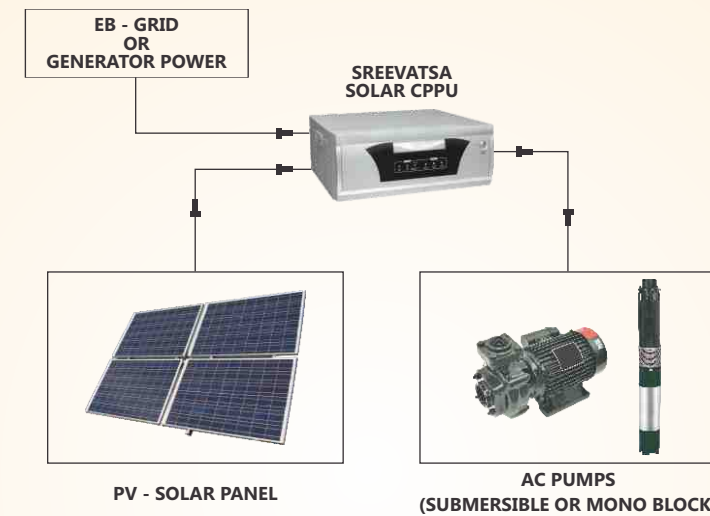 EB - GRID
OR
GENERATOR POWER
SREEVATSA
SOLAR CPPU
PV - SOLAR PANEL
AC PUMPS
(SUBMERSIBLE OR MONO BLOCK